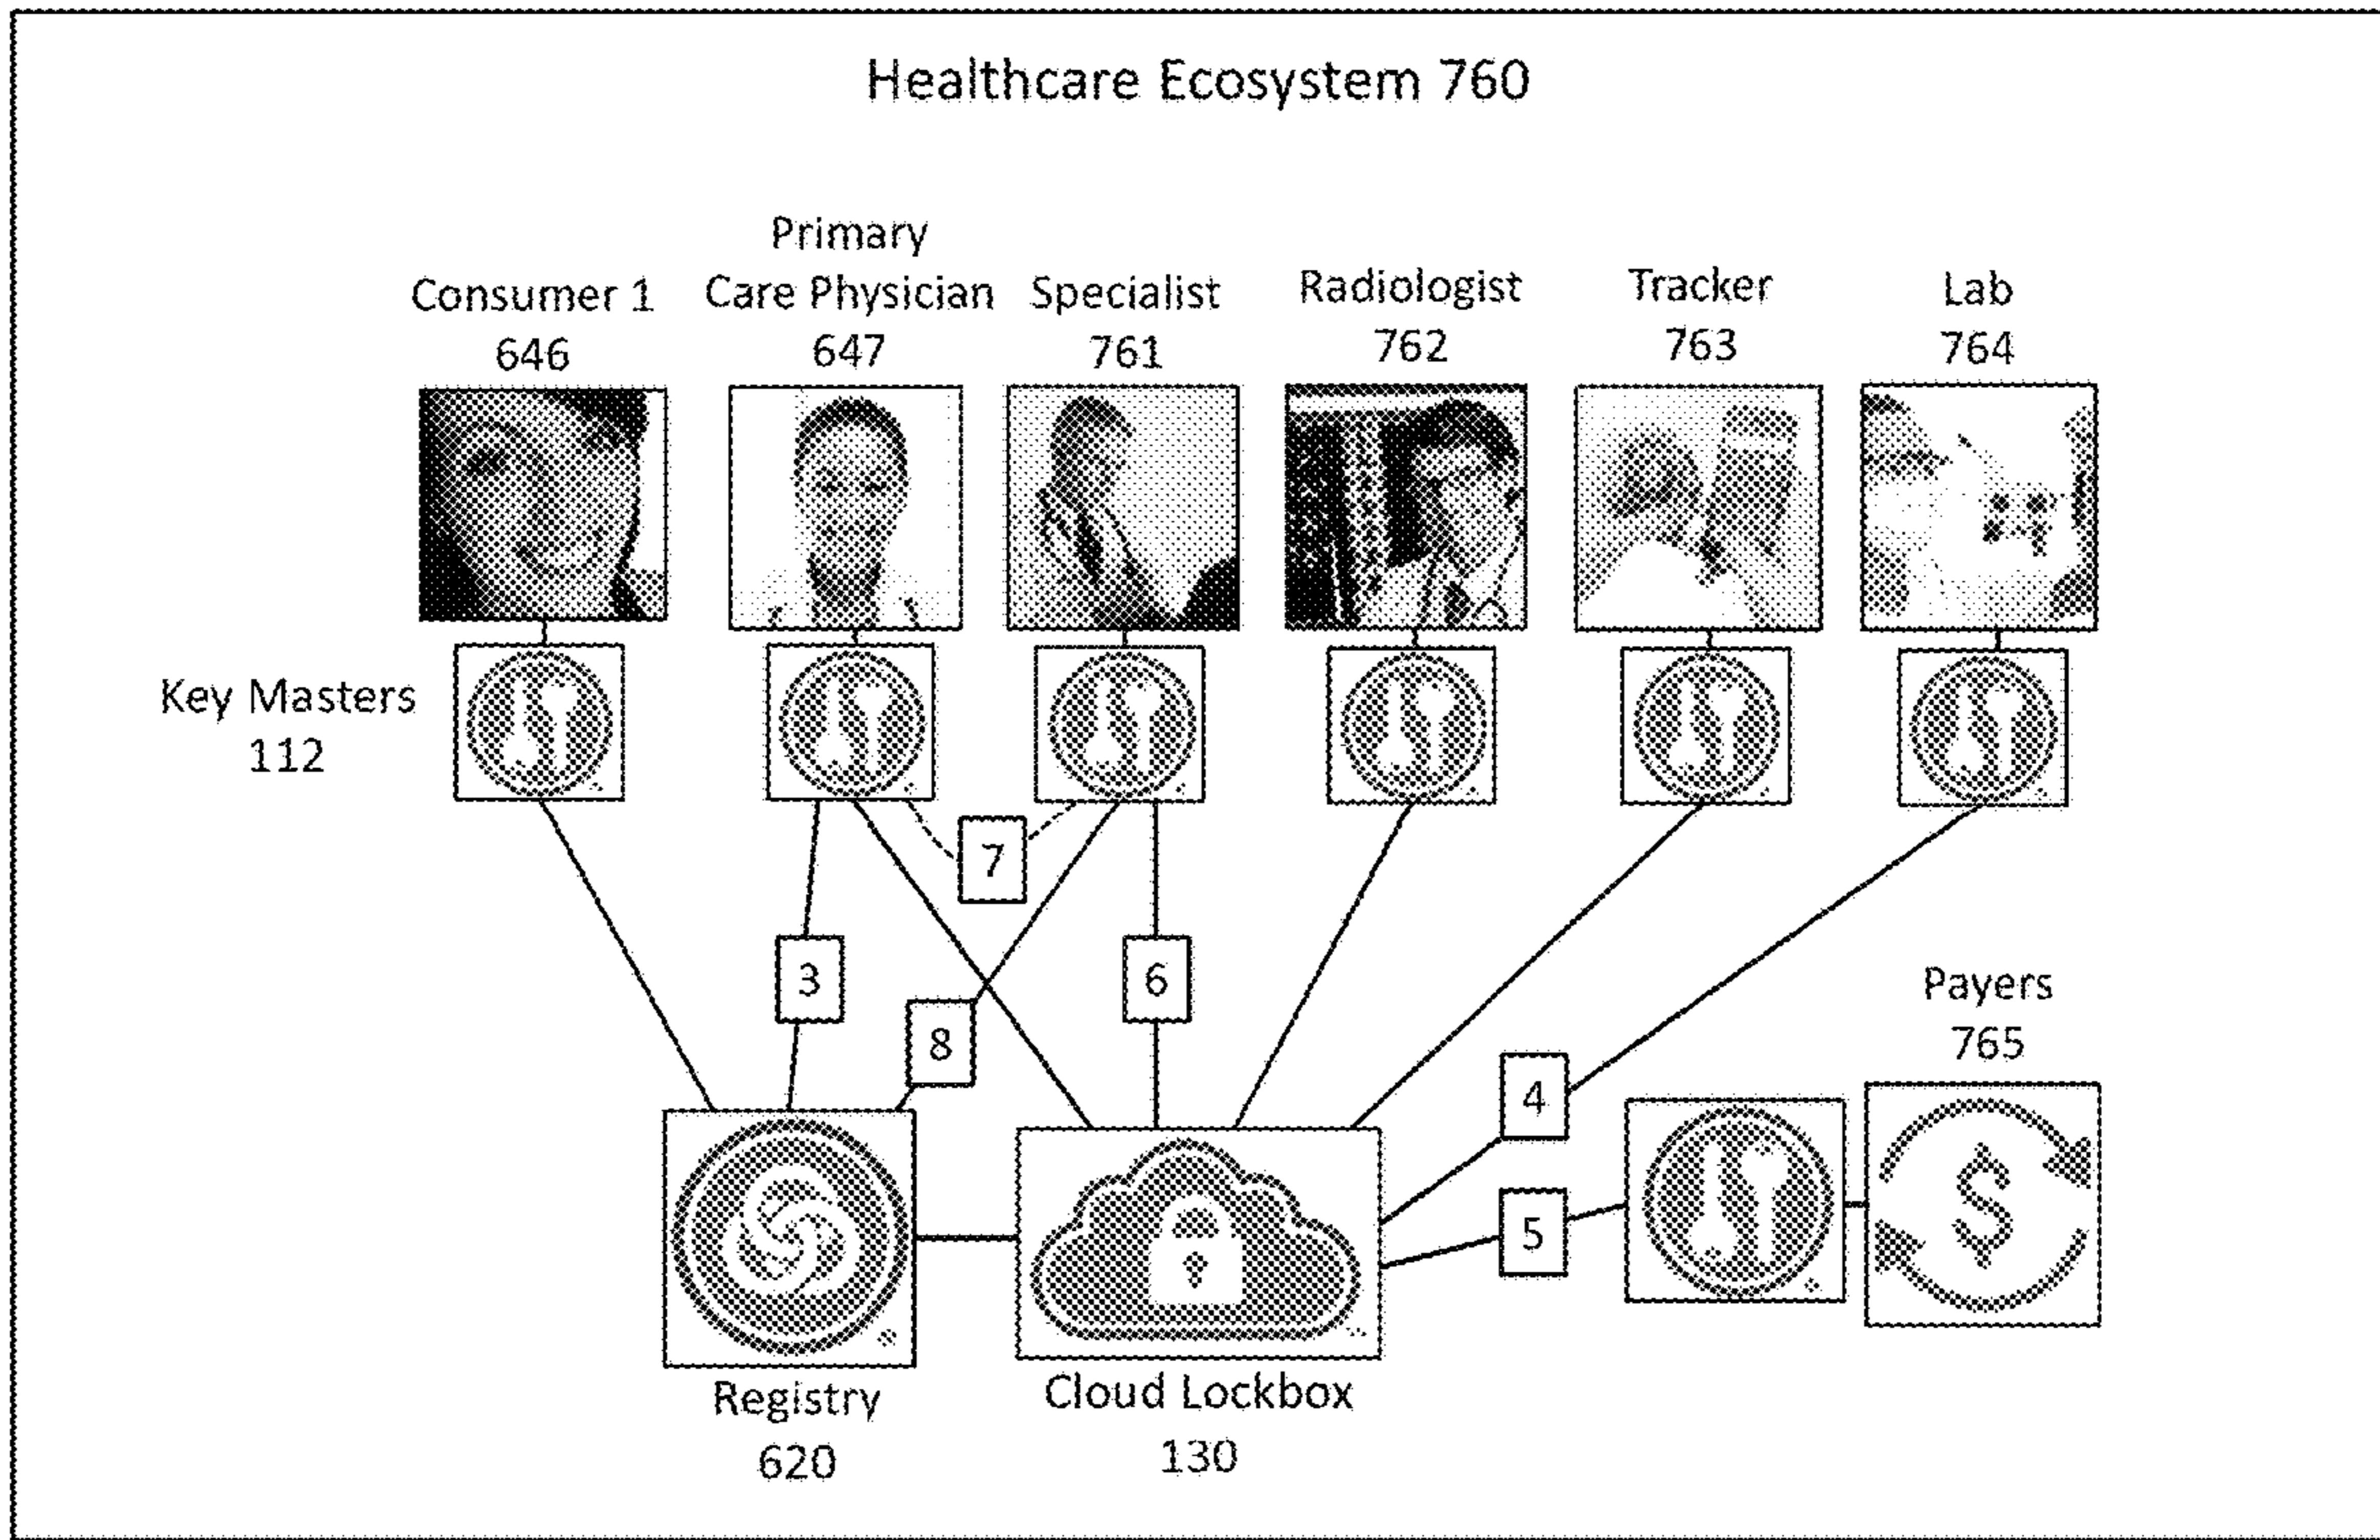 Healthcare Ecosystem 760
Consumer 1
646
Primary
Care Physician
647
Specialist
761
Radiologist
762
Tracker
763
Lab
764
Key Masters
112
7
3
6
8
4
5
Payers
765
$
Registry
620
Cloud Lockbox
130